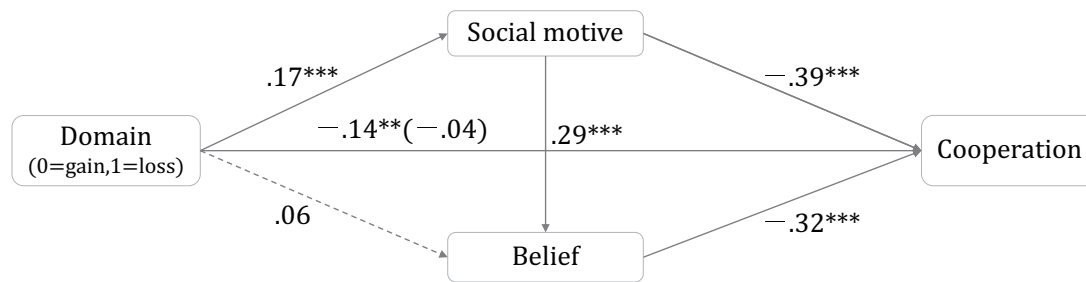 Social motive
.17***
—.39***
Domain
(0=gain,1=loss)
—.14**(—.04)
.29***
Cooperation
.06
—.32***
Belief